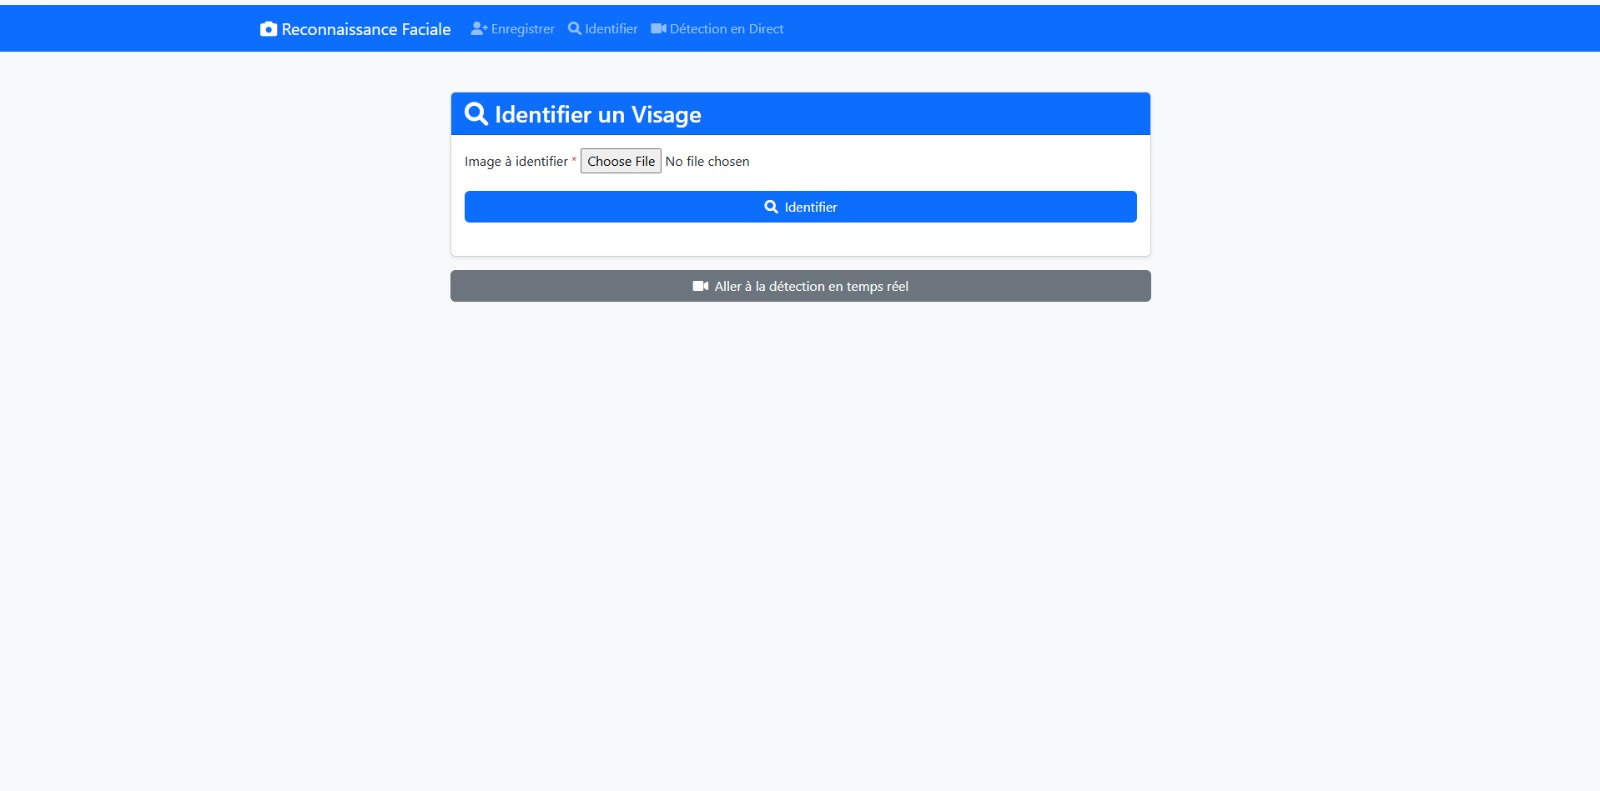 Reconnaissance Faciale Enregistrer Identifier Détection en Direct
Identifier un Visage
Image à identifier * Choose File No file chosen
Identifier
Aller à la détection en temps réel